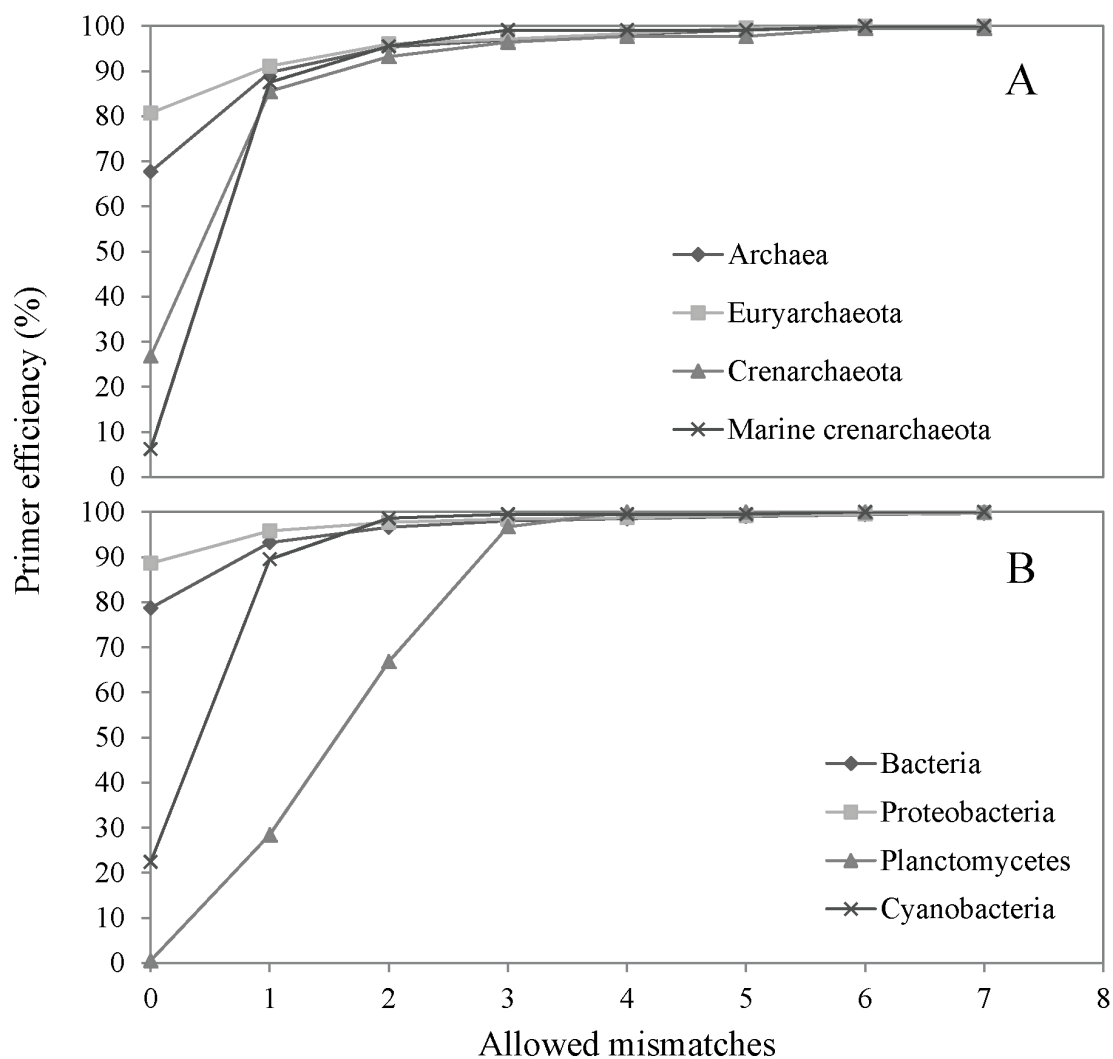 100
90
80
70
60
50
40
30
20
10
0
A
Archaea
Euryarchaeota
Crenarchaeota
Marine crenarchaeota
Primer efficiency (%)
100
90
80
70
60
50
40
30
20
10
0
B
Bacteria
Proteobacteria
Planctomycetes
Cyanobacteria
0 1 2 3 4 5 6 7 8
Allowed mismatches